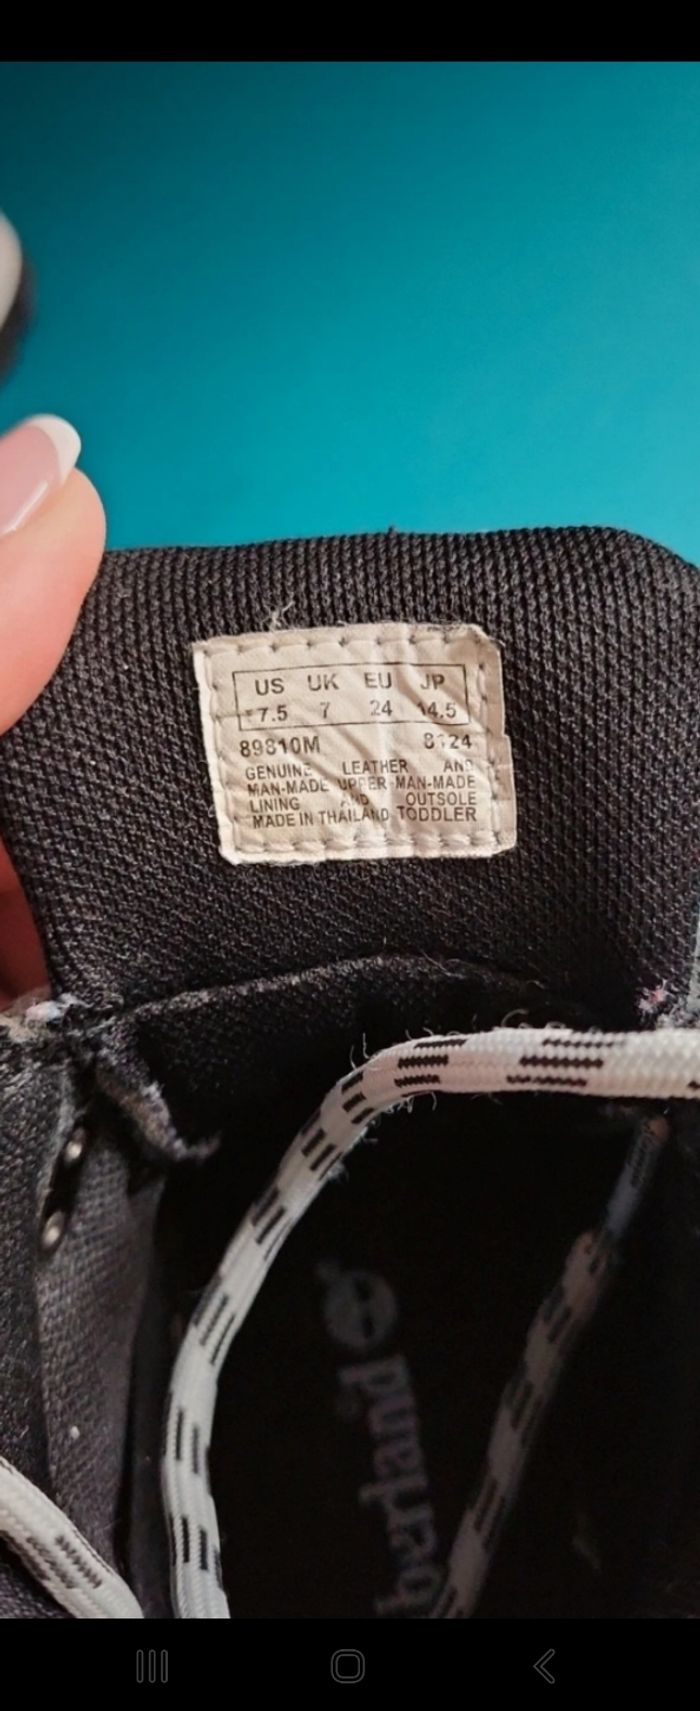 US UK EU JP
7.5 7 24 14.5
89810M 8124
GENUINE LEATHER AND
MAN-MADE UPPER MAN-MADE
LINING AND OUTSOLE
MADE IN THAILAND TODDLER
berland